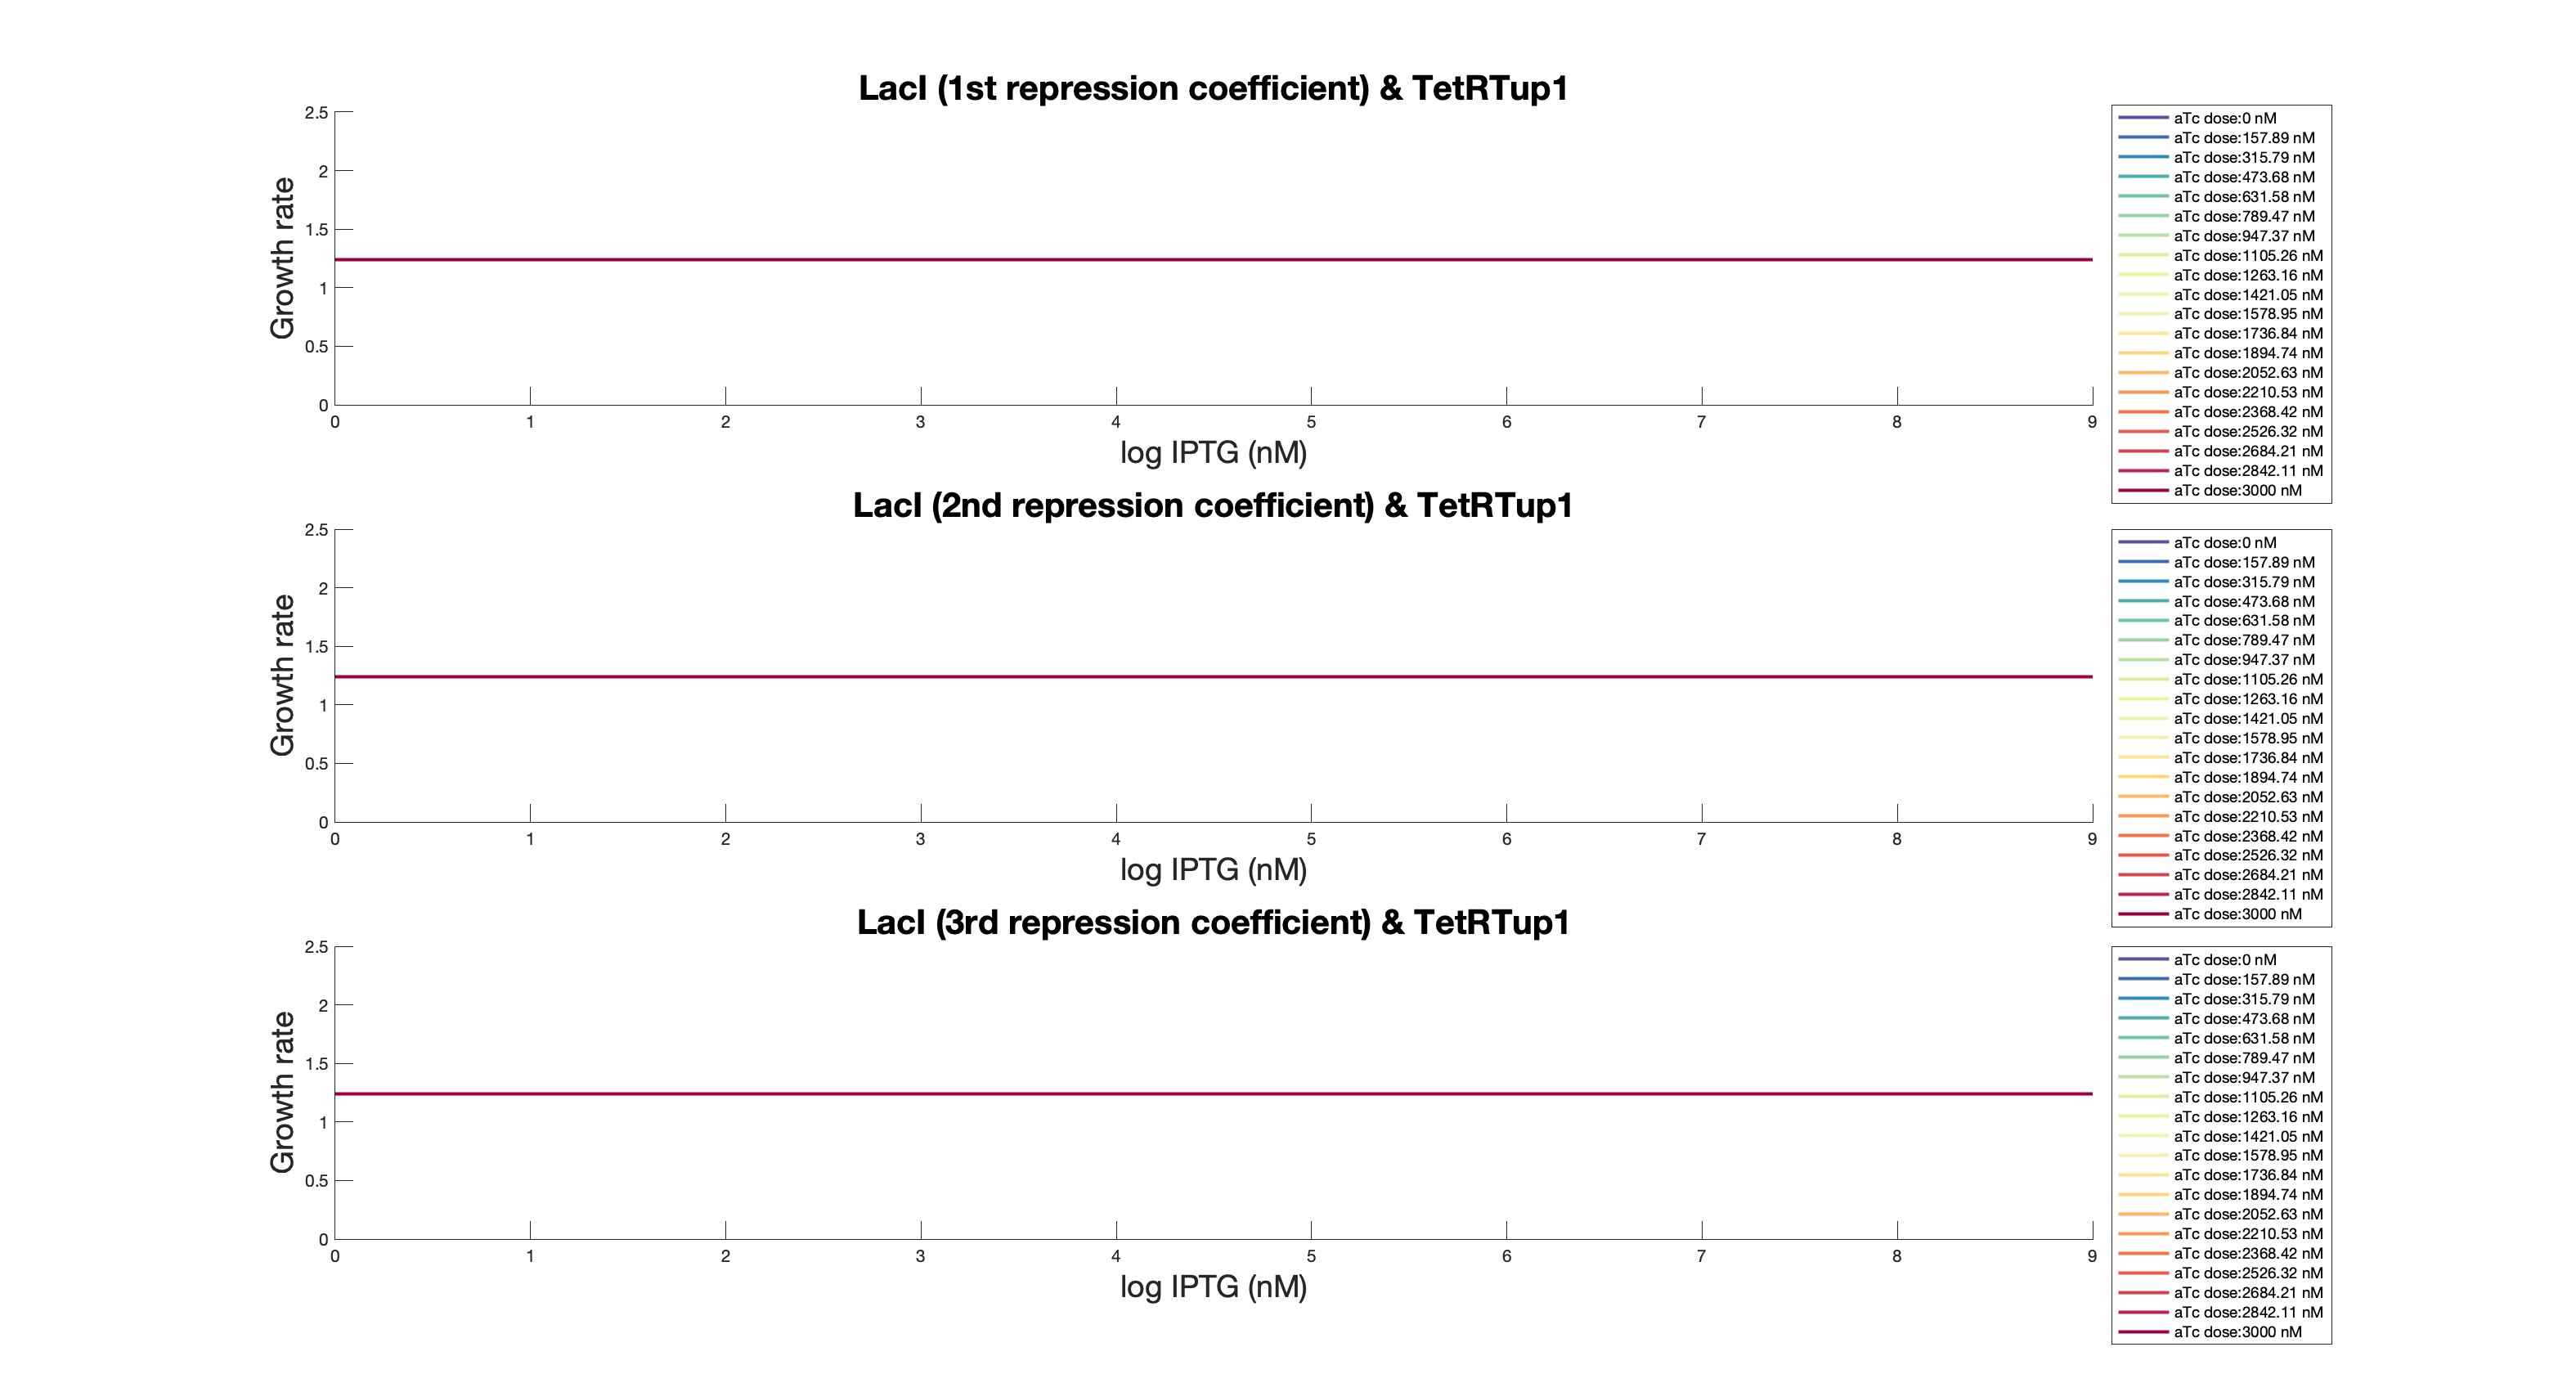 LacI (1st repression coefficient) & TetRTup1
2.5
2
1.5
1
0.5
0
Growth rate
0 1 2 3 4 5 6 7 8 9
log IPTG (nM)
aTc dose:0 nM
aTc dose:157.89 nM
aTc dose:315.79 nM
aTc dose:473.68 nM
aTc dose:631.58 nM
aTc dose:789.47 nM
aTc dose:947.37 nM
aTc dose:1105.26 nM
aTc dose:1263.16 nM
aTc dose:1421.05 nM
aTc dose:1578.95 nM
aTc dose:1736.84 nM
aTc dose:1894.74 nM
aTc dose:2052.63 nM
aTc dose:2210.53 nM
aTc dose:2368.42 nM
aTc dose:2526.32 nM
aTc dose:2684.21 nM
aTc dose:2842.11 nM
aTc dose:3000 nM
LacI (2nd repression coefficient) & TetRTup1
2.5
2
1.5
1
0.5
0
Growth rate
0 1 2 3 4 5 6 7 8 9
log IPTG (nM)
aTc dose:0 nM
aTc dose:157.89 nM
aTc dose:315.79 nM
aTc dose:473.68 nM
aTc dose:631.58 nM
aTc dose:789.47 nM
aTc dose:947.37 nM
aTc dose:1105.26 nM
aTc dose:1263.16 nM
aTc dose:1421.05 nM
aTc dose:1578.95 nM
aTc dose:1736.84 nM
aTc dose:1894.74 nM
aTc dose:2052.63 nM
aTc dose:2210.53 nM
aTc dose:2368.42 nM
aTc dose:2526.32 nM
aTc dose:2684.21 nM
aTc dose:2842.11 nM
aTc dose:3000 nM
LacI (3rd repression coefficient) & TetRTup1
2.5
2
1.5
1
0.5
0
Growth rate
0 1 2 3 4 5 6 7 8 9
log IPTG (nM)
aTc dose:0 nM
aTc dose:157.89 nM
aTc dose:315.79 nM
aTc dose:473.68 nM
aTc dose:631.58 nM
aTc dose:789.47 nM
aTc dose:947.37 nM
aTc dose:1105.26 nM
aTc dose:1263.16 nM
aTc dose:1421.05 nM
aTc dose:1578.95 nM
aTc dose:1736.84 nM
aTc dose:1894.74 nM
aTc dose:2052.63 nM
aTc dose:2210.53 nM
aTc dose:2368.42 nM
aTc dose:2526.32 nM
aTc dose:2684.21 nM
aTc dose:2842.11 nM
aTc dose:3000 nM